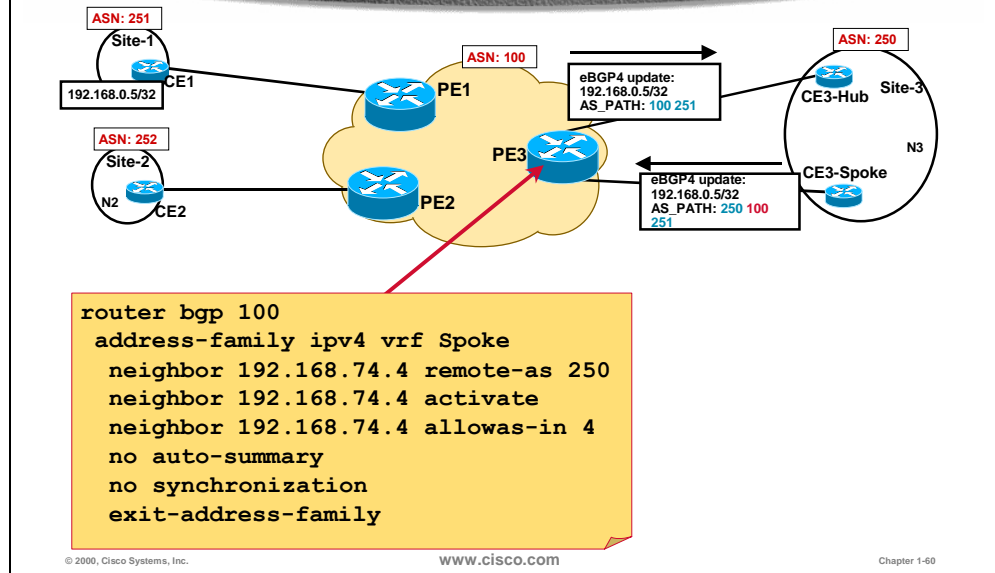 ASN: 251
Site-1
CE1
192.168.0.5/32
ASN: 252
Site-2
N2
CE2
ASN: 100
PE1
PE2
PE3
eBGP4 update:
192.168.0.5/32
AS_PATH: 100 251
eBGP4 update:
192.168.0.5/32
AS_PATH: 250 100
251
ASN: 250
CE3-Hub
Site-3
N3
CE3-Spoke
router bgp 100
address-family ipv4 vrf Spoke
neighbor 192.168.74.4 remote-as 250
neighbor 192.168.74.4 activate
neighbor 192.168.74.4 allowas-in 4
no auto-summary
no synchronization
exit-address-family
© 2000, Cisco Systems, Inc.
www.cisco.com
Chapter 1-60